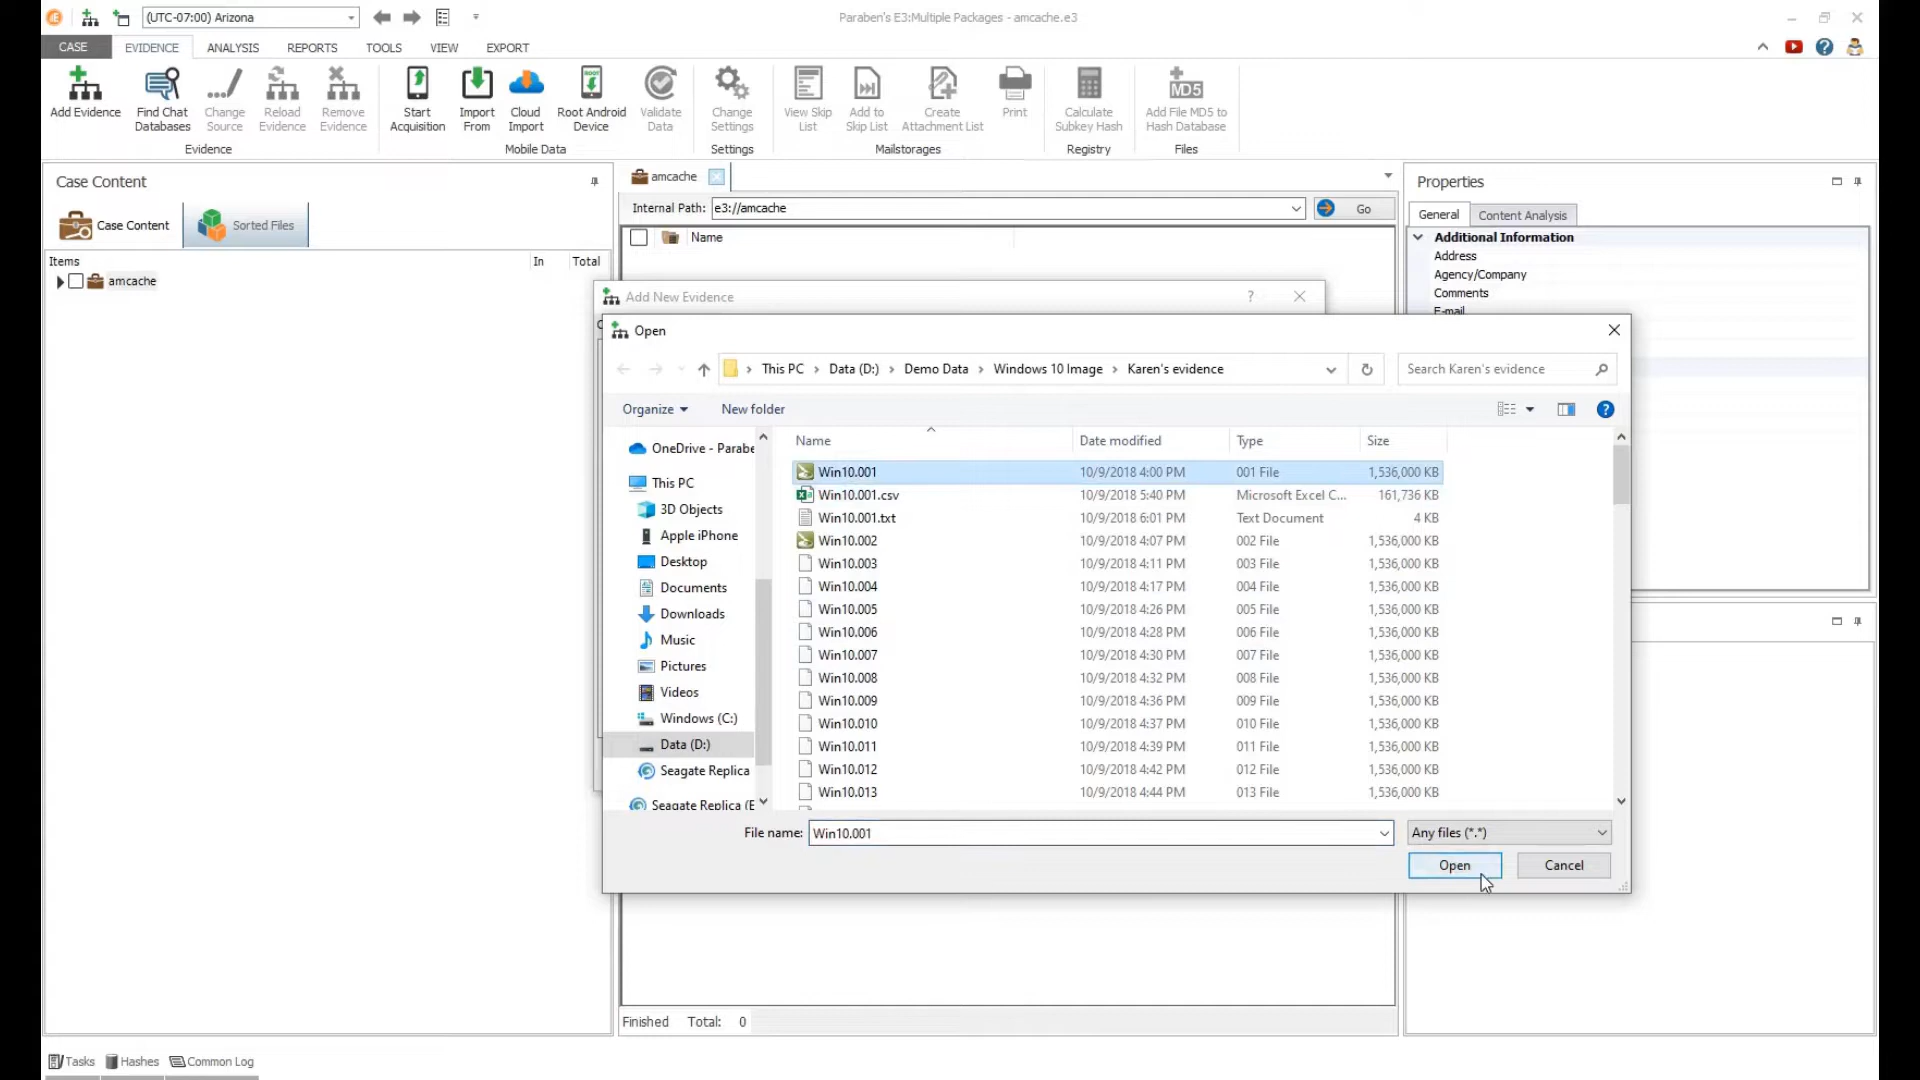 (UTC-07:00) Arizona
Paraben's E3:Multiple Packages - amcache.e3
CASE EVIDENCE ANALYSIS REPORTS TOOLS VIEW EXPORT
Add Evidence
Find Chat Databases
Change Source
Reload Evidence
Remove Evidence
Start Acquisition
Import From
Cloud Import
Root Android Device
Validate Data
Change Settings
View Skip List
Add to Skip List
Create Attachment List
Print
Calculate Subkey Hash
Add File MD5 to Hash Database
Evidence Mobile Data Settings Mailstorages Registry Files
Case Content
Case Content Sorted Files
Items In Total
amcache
amcache
Internal Path: e3://amcache Go
Name
Properties
General Content Analysis
Additional Information
Address
Agency/Company
Comments
E-mail
Add New Evidence ?
Open
This PC > Data (D:) > Demo Data > Windows 10 Image > Karen's evidence
Search Karen's evidence
Organize New folder
OneDrive - Parabe
This PC
3D Objects
Apple iPhone
Desktop
Documents
Downloads
Music
Pictures
Videos
Windows (C:)
Data (D:)
Seagate Replica
Seagate Replica (E
Name Date modified Type Size
Win10.001 10/9/2018 4:00 PM 001 File 1,536,000 KB
Win10.001.csv 10/9/2018 5:40 PM Microsoft Excel C... 161,736 KB
Win10.001.txt 10/9/2018 6:01 PM Text Document 4 KB
Win10.002 10/9/2018 4:07 PM 002 File 1,536,000 KB
Win10.003 10/9/2018 4:11 PM 003 File 1,536,000 KB
Win10.004 10/9/2018 4:17 PM 004 File 1,536,000 KB
Win10.005 10/9/2018 4:26 PM 005 File 1,536,000 KB
Win10.006 10/9/2018 4:28 PM 006 File 1,536,000 KB
Win10.007 10/9/2018 4:30 PM 007 File 1,536,000 KB
Win10.008 10/9/2018 4:32 PM 008 File 1,536,000 KB
Win10.009 10/9/2018 4:36 PM 009 File 1,536,000 KB
Win10.010 10/9/2018 4:37 PM 010 File 1,536,000 KB
Win10.011 10/9/2018 4:39 PM 011 File 1,536,000 KB
Win10.012 10/9/2018 4:42 PM 012 File 1,536,000 KB
Win10.013 10/9/2018 4:44 PM 013 File 1,536,000 KB
File name: Win10.001 Any files (*.*)
Open Cancel
Finished Total: 0
Tasks Hashes Common Log